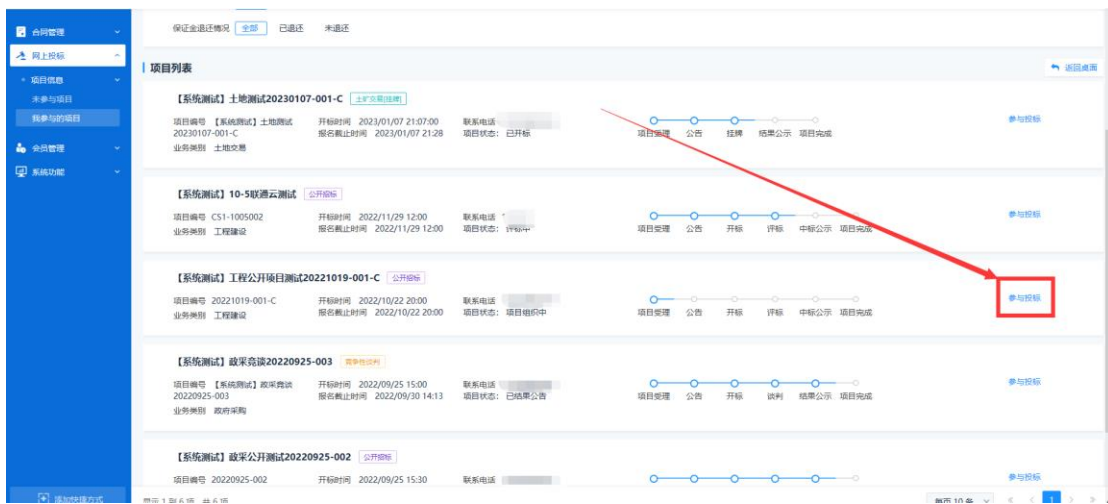 合同管理
网上投标
项目信息
未参与项目
我参与的项目
会员管理
系统功能
添加快捷方式
保证金退还情况 全部 已退还 未退还
项目列表 返回桌面
【系统测试】土地测试20230107-001-C 土矿交易[挂牌]
项目编号 【系统测试】土地测试 开标时间 2023/01/07 21:07:00 联系电话
20230107-001-C 报名截止时间 2023/01/07 21:28 项目状态: 已开标
业务类别 土地交易
项目受理 公告 挂牌 结果公示 项目完成
参与投标
【系统测试】10-5联通云测试 公开招标
项目编号 CS1-1005002 开标时间 2022/11/29 12:00 联系电话
业务类别 工程建设 报名截止时间 2022/11/29 12:00 项目状态: 评标中
项目受理 公告 开标 评标 中标公示 项目完成
参与投标
【系统测试】工程公开项目测试20221019-001-C 公开招标
项目编号 20221019-001-C 开标时间 2022/10/22 20:00 联系电话
业务类别 工程建设 报名截止时间 2022/10/22 20:00 项目状态: 项目组织中
项目受理 公告 开标 评标 中标公示 项目完成
参与投标
【系统测试】政采竞谈20220925-003 竞争性谈判
项目编号 【系统测试】政采竞谈 开标时间 2022/09/25 15:00 联系电话
20220925-003 报名截止时间 2022/09/30 14:13 项目状态: 已结果公告
业务类别 政府采购
项目受理 公告 开标 谈判 结果公示 项目完成
参与投标
【系统测试】政采公开测试20220925-002 公开招标
项目编号 20220925-002 开标时间 2022/09/25 15:30 联系电话
参与投标
显示 1 到 6 项, 共 6 项 每页 10 条 1